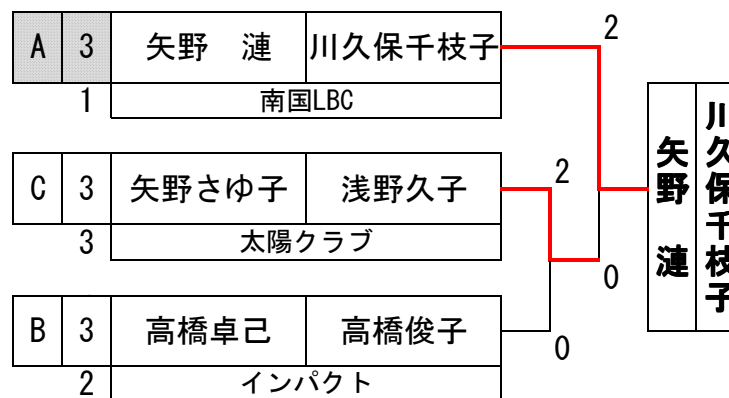 A 3 矢野　漣 川久保千枝子 2
1 南国LBC
C 3 矢野さゆ子 浅野久子 2
3 太陽クラブ 0
B 3 高橋卓己 高橋俊子 0
2 インパクト
川久保千枝子
矢野　漣